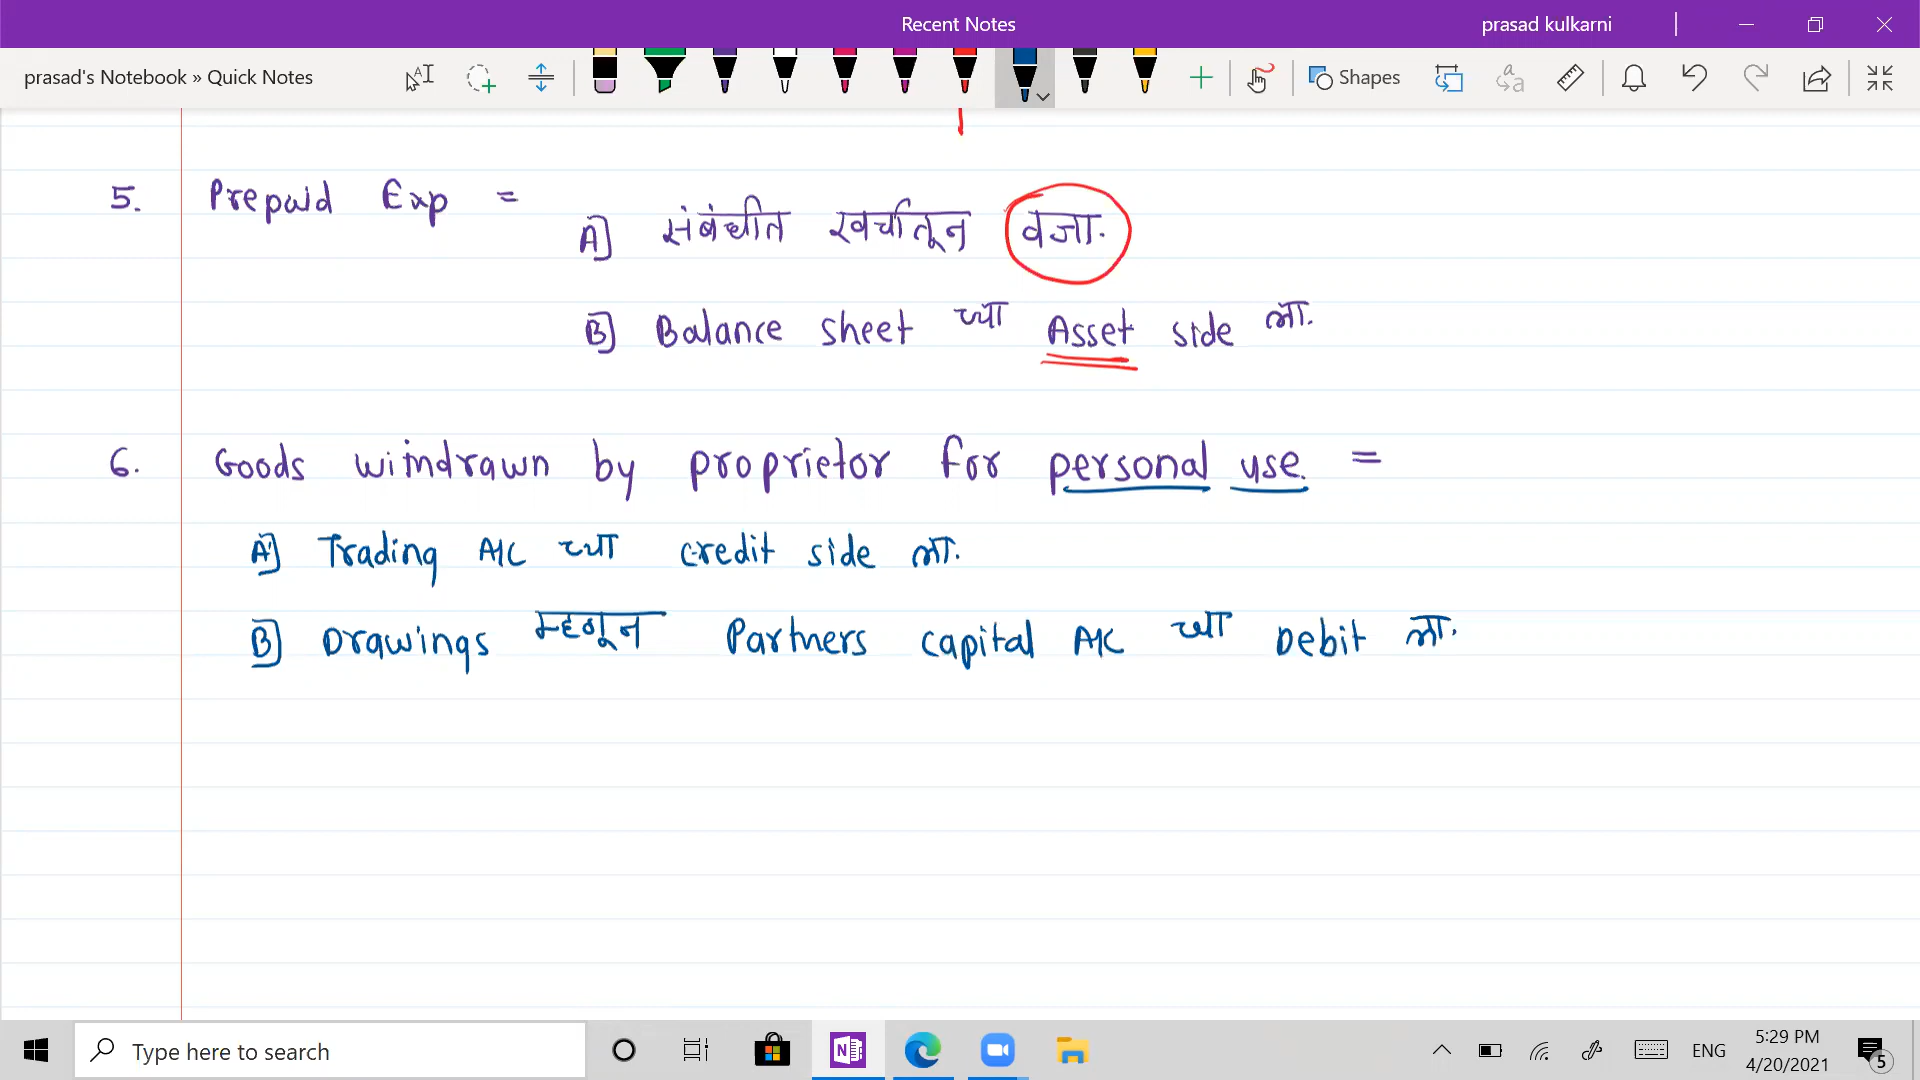 Recent Notes
prasad kulkarni
prasad's Notebook » Quick Notes
Shapes
5. Prepaid Exp =
A] संबंधीत खर्चातून वजा.
B] Balance sheet च्या Asset side ला.
6. Goods withdrawn by proprietor for personal use. =
A] Trading A/C च्या credit side ला.
B] Drawings म्हणून Partners capital A/C च्या Debit ला.
Type here to search
ENG
5:29 PM
4/20/2021
5